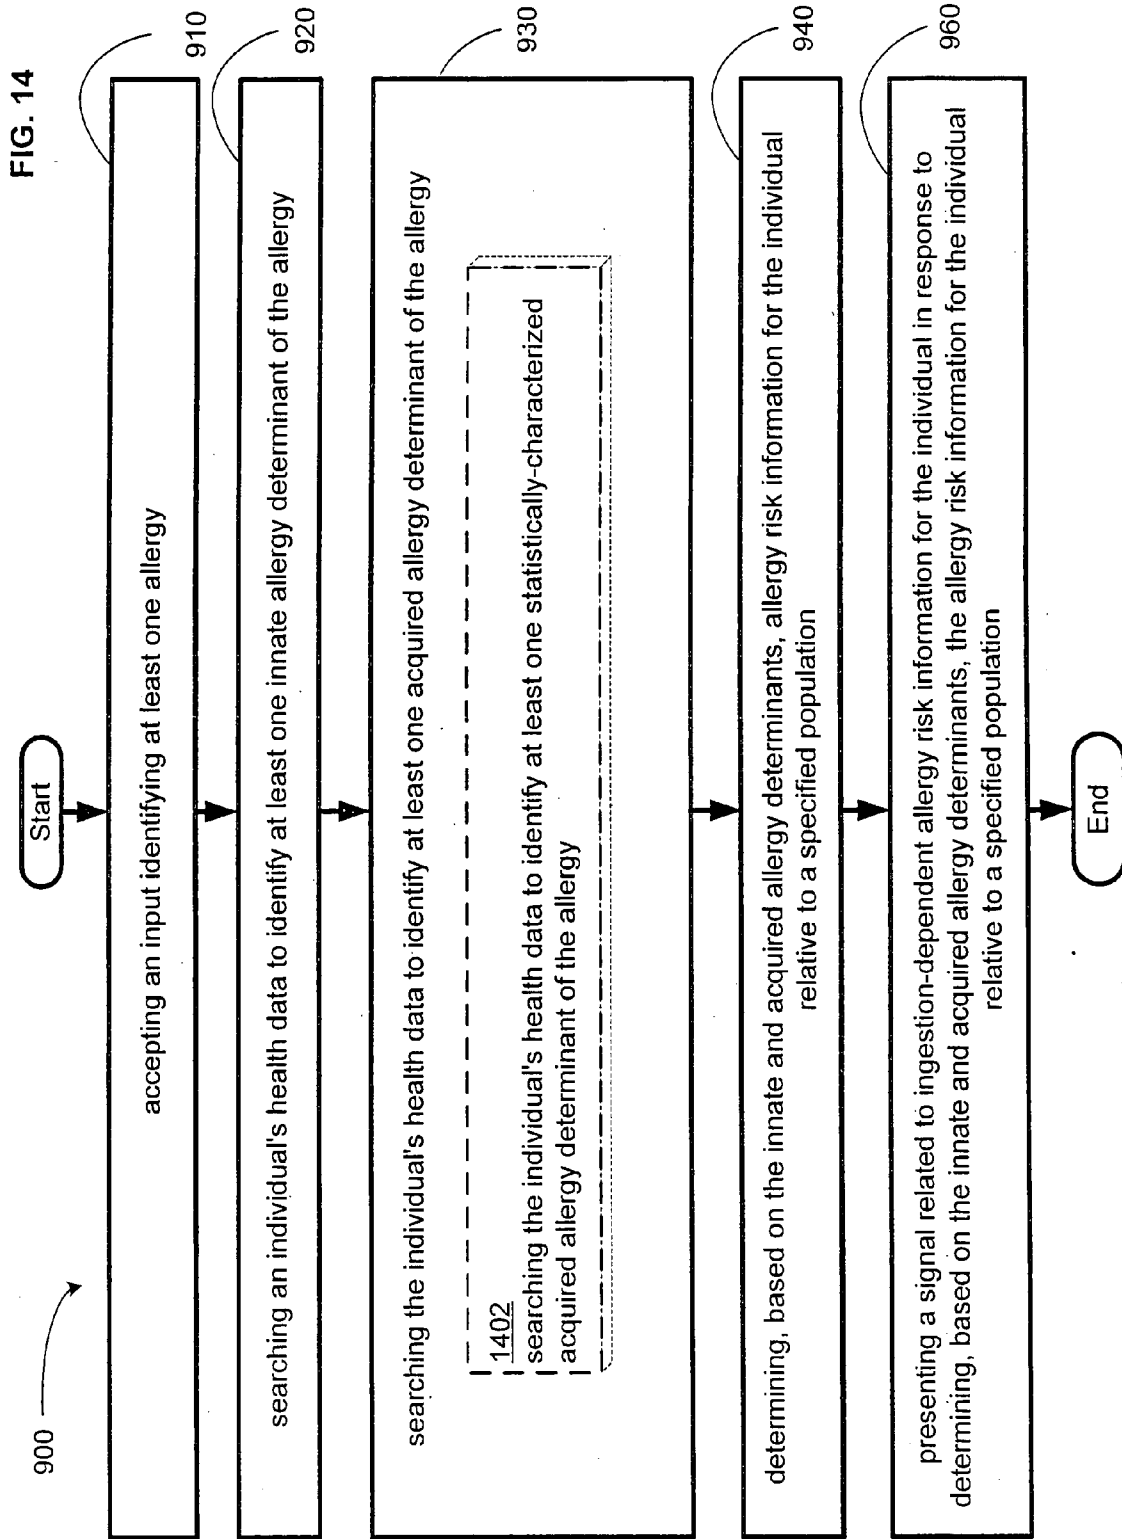 FIG. 14
900
Start
910
accepting an input identifying at least one allergy
920
searching an individual's health data to identify at least one innate allergy determinant of the allergy
930
searching the individual's health data to identify at least one acquired allergy determinant of the allergy
1402
searching the individual's health data to identify at least one statistically-characterized
acquired allergy determinant of the allergy
940
determining, based on the innate and acquired allergy determinants, allergy risk information for the individual
relative to a specified population
960
presenting a signal related to ingestion-dependent allergy risk information for the individual in response to
determining, based on the innate and acquired allergy determinants, the allergy risk information for the individual
relative to a specified population
End